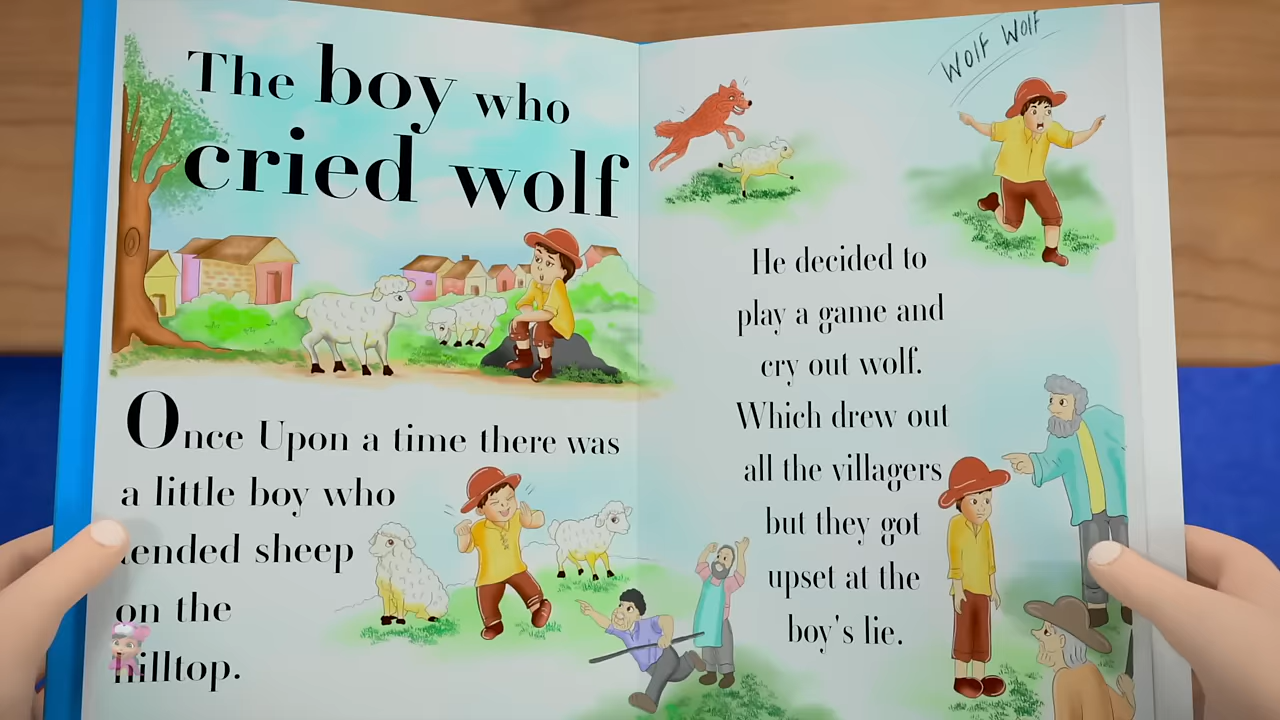 The boy who
cried wolf
Once Upon a time there was
a little boy who
tended sheep
on the
hilltop.
Wolf Wolf
He decided to
play a game and
cry out wolf.
Which drew out
all the villagers
but they got
upset at the
boy's lie.